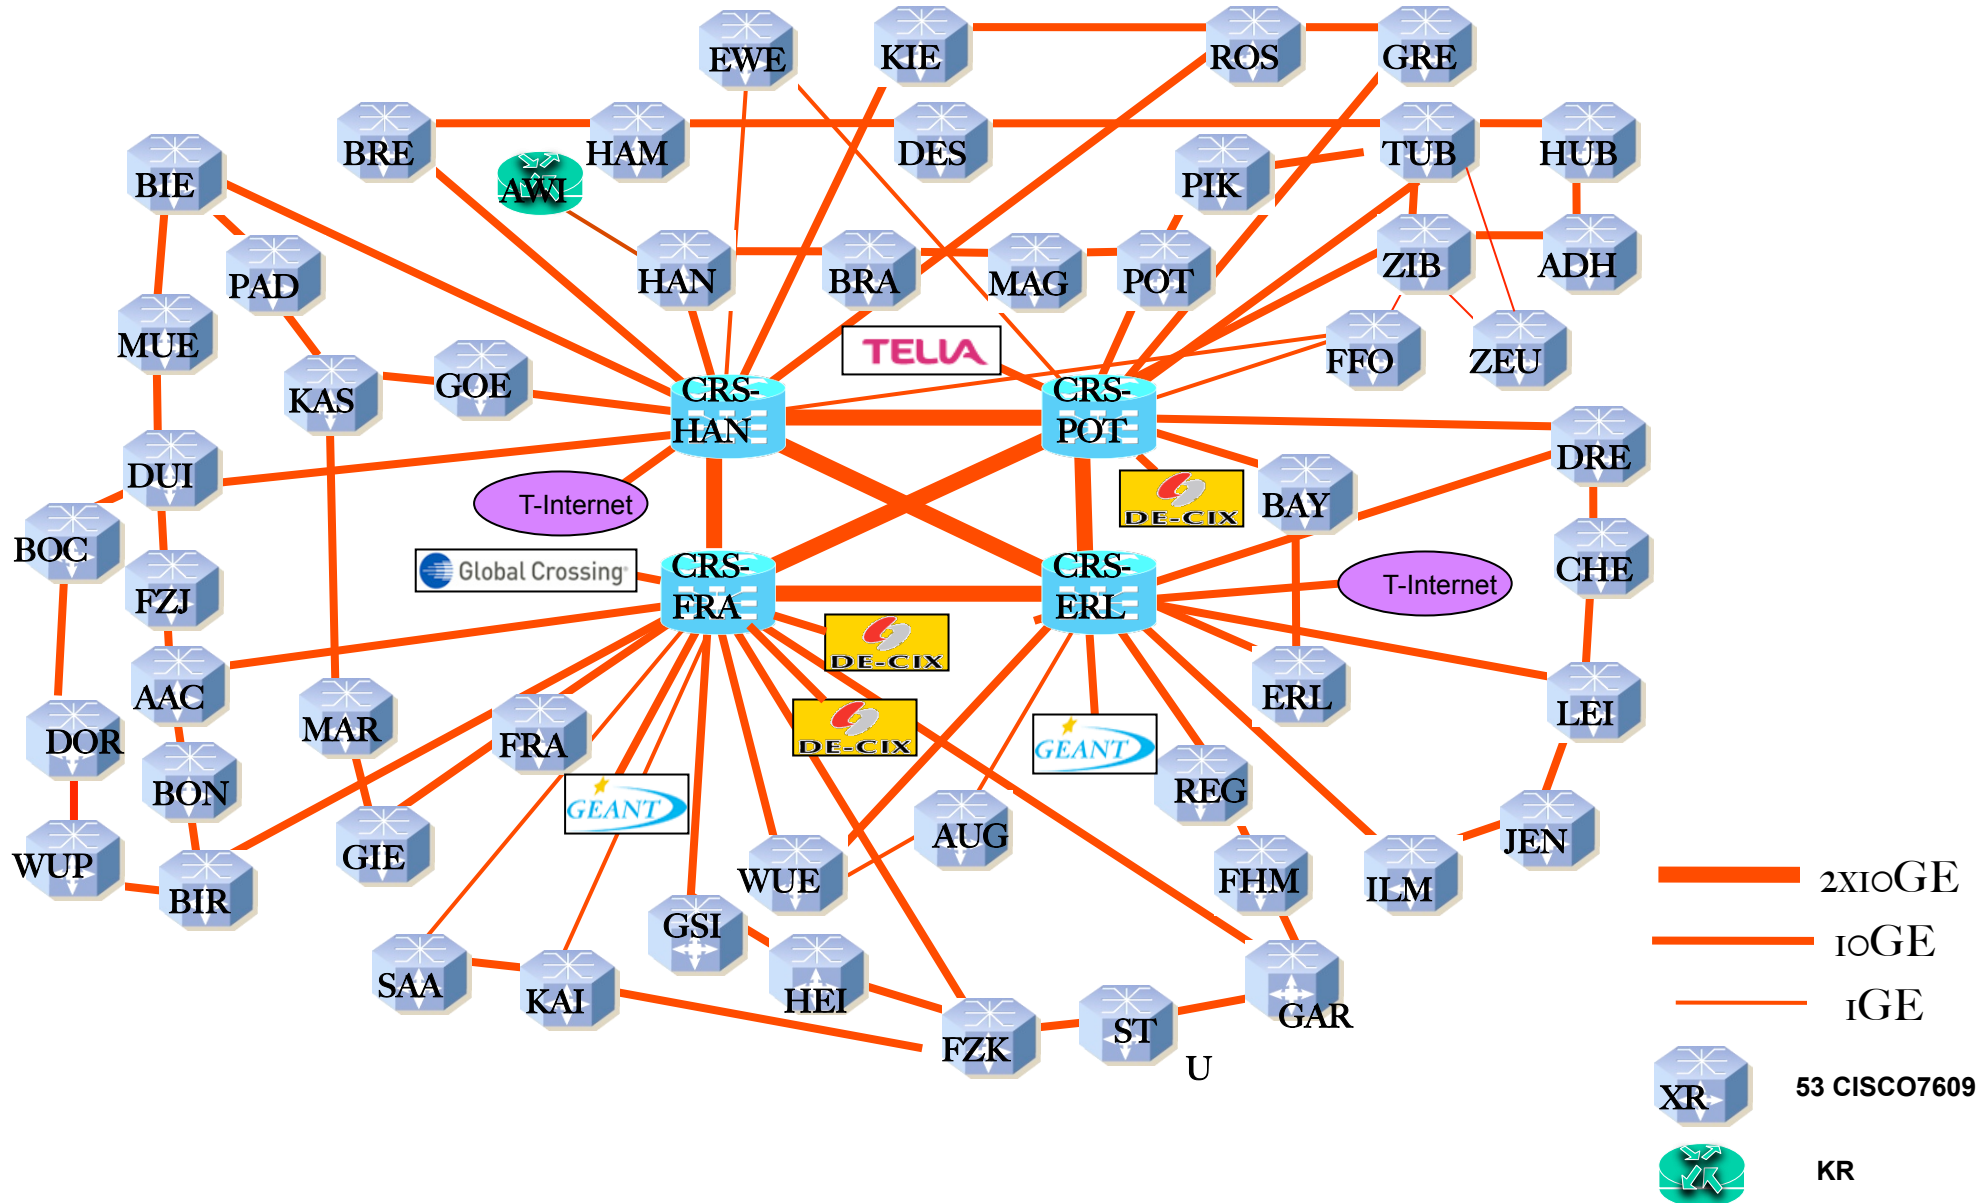 EWE
KIE
ROS
GRE
BRE
HAM
DES
TUB
HUB
BIE
AWI
PIK
PAD
HAN
BRA
MAG
POT
ZIB
ADH
MUE
KAS
GOE
TELIA
FFO
ZEU
CRS-
HAN
CRS-
POT
DUI
T-Internet
DE-CIX
BAY
DRE
BOC
FZJ
Global Crossing
CRS-
FRA
CRS-
ERL
T-Internet
CHE
DE-CIX
AAC
DOR
MAR
FRA
DE-CIX
GEANT
ERL
LEI
BON
GEANT
REG
WUP
BIR
GIE
WUE
AUG
FHM
ILM
JEN
2X10GE
SAA
KAI
GSI
HEI
FZK
ST
U
GAR
10GE
1GE
XR
53 CISCO7609
KR